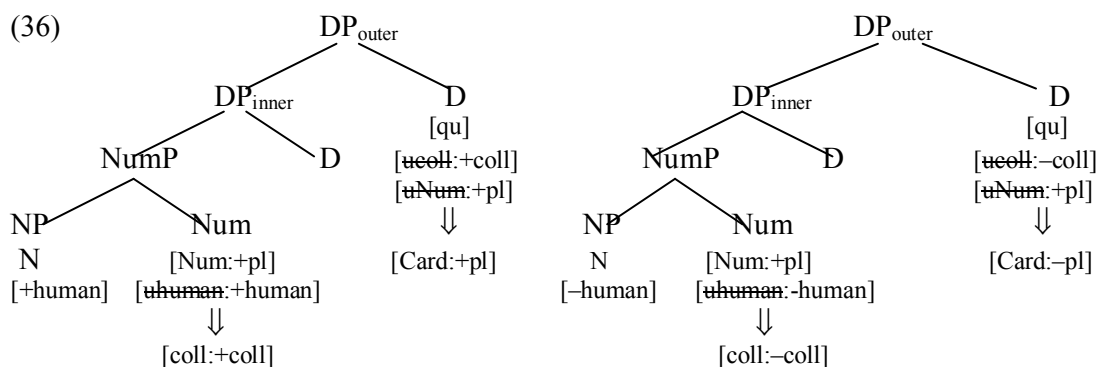 (36) DPouter DPouter
DPinner D DPinner D
[qu] [qu]
NumP D [ucoll:+coll] NumP D [ucoll:–coll]
[uNum:+pl] [uNum:+pl]
NP Num ⇓ NP Num ⇓
N [Num:+pl] [Card:+pl] N [Num:+pl] [Card:–pl]
[+human] [uhuman:+human] [–human] [uhuman:-human]
⇓ ⇓
[coll:+coll] [coll:–coll]